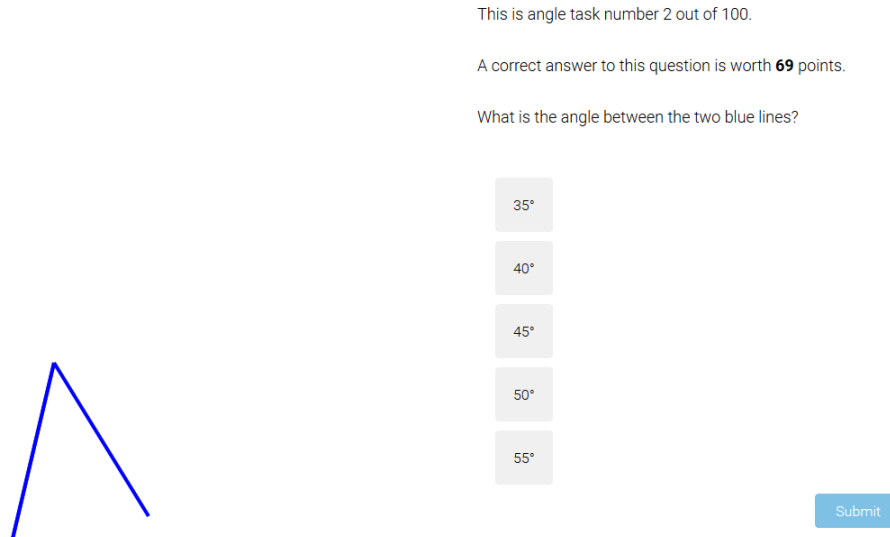 This is angle task number 2 out of 100.
A correct answer to this question is worth 69 points.
What is the angle between the two blue lines?
35°
40°
45°
50°
55°
Submit